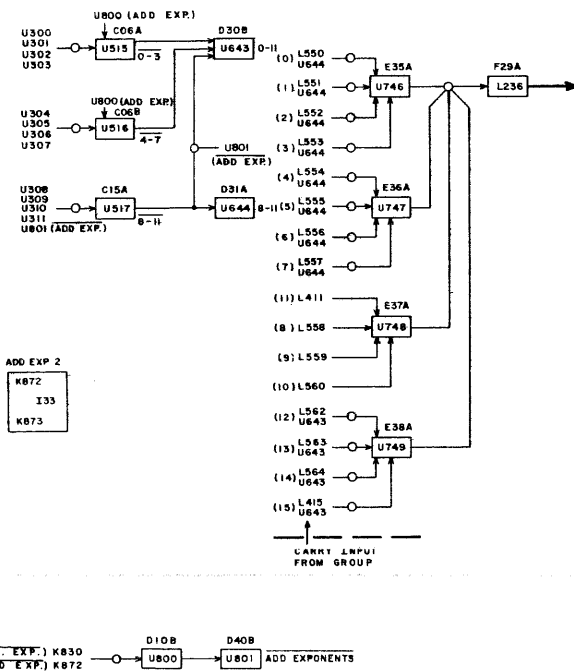 U800 (ADD EXP.)
C06A
D30B
U300
U301
U302
U303
U515
0-3
U643
0-11
U800 (ADD EXP.)
C06B
U304
U305
U306
U307
U516
4-7
U801
(ADD EXP.)
U308
U309
U310
U311
U801 (ADD EXP.)
C15A
U517
8-11
D31A
U644
8-11
(0) L550
U644
E35A
(1) L551
U644
U746
(2) L552
U644
(3) L553
U644
F29A
L236
(4) L554
U644
E36A
(5) L555
U644
U747
(6) L556
U644
(7) L557
U644
(11) L411
E37A
(8) L558
U748
(9) L559
(10) L560
(12) L562
U643
E38A
(13) L563
U643
U749
(14) L564
U643
(15) L415
U643
CARRY INPUT
FROM GROUP
ADD EXP 2
K872
I33
K873
EXP.) K830
EXP.) K872
D10B
U800
D40B
U801
ADD EXPONENTS